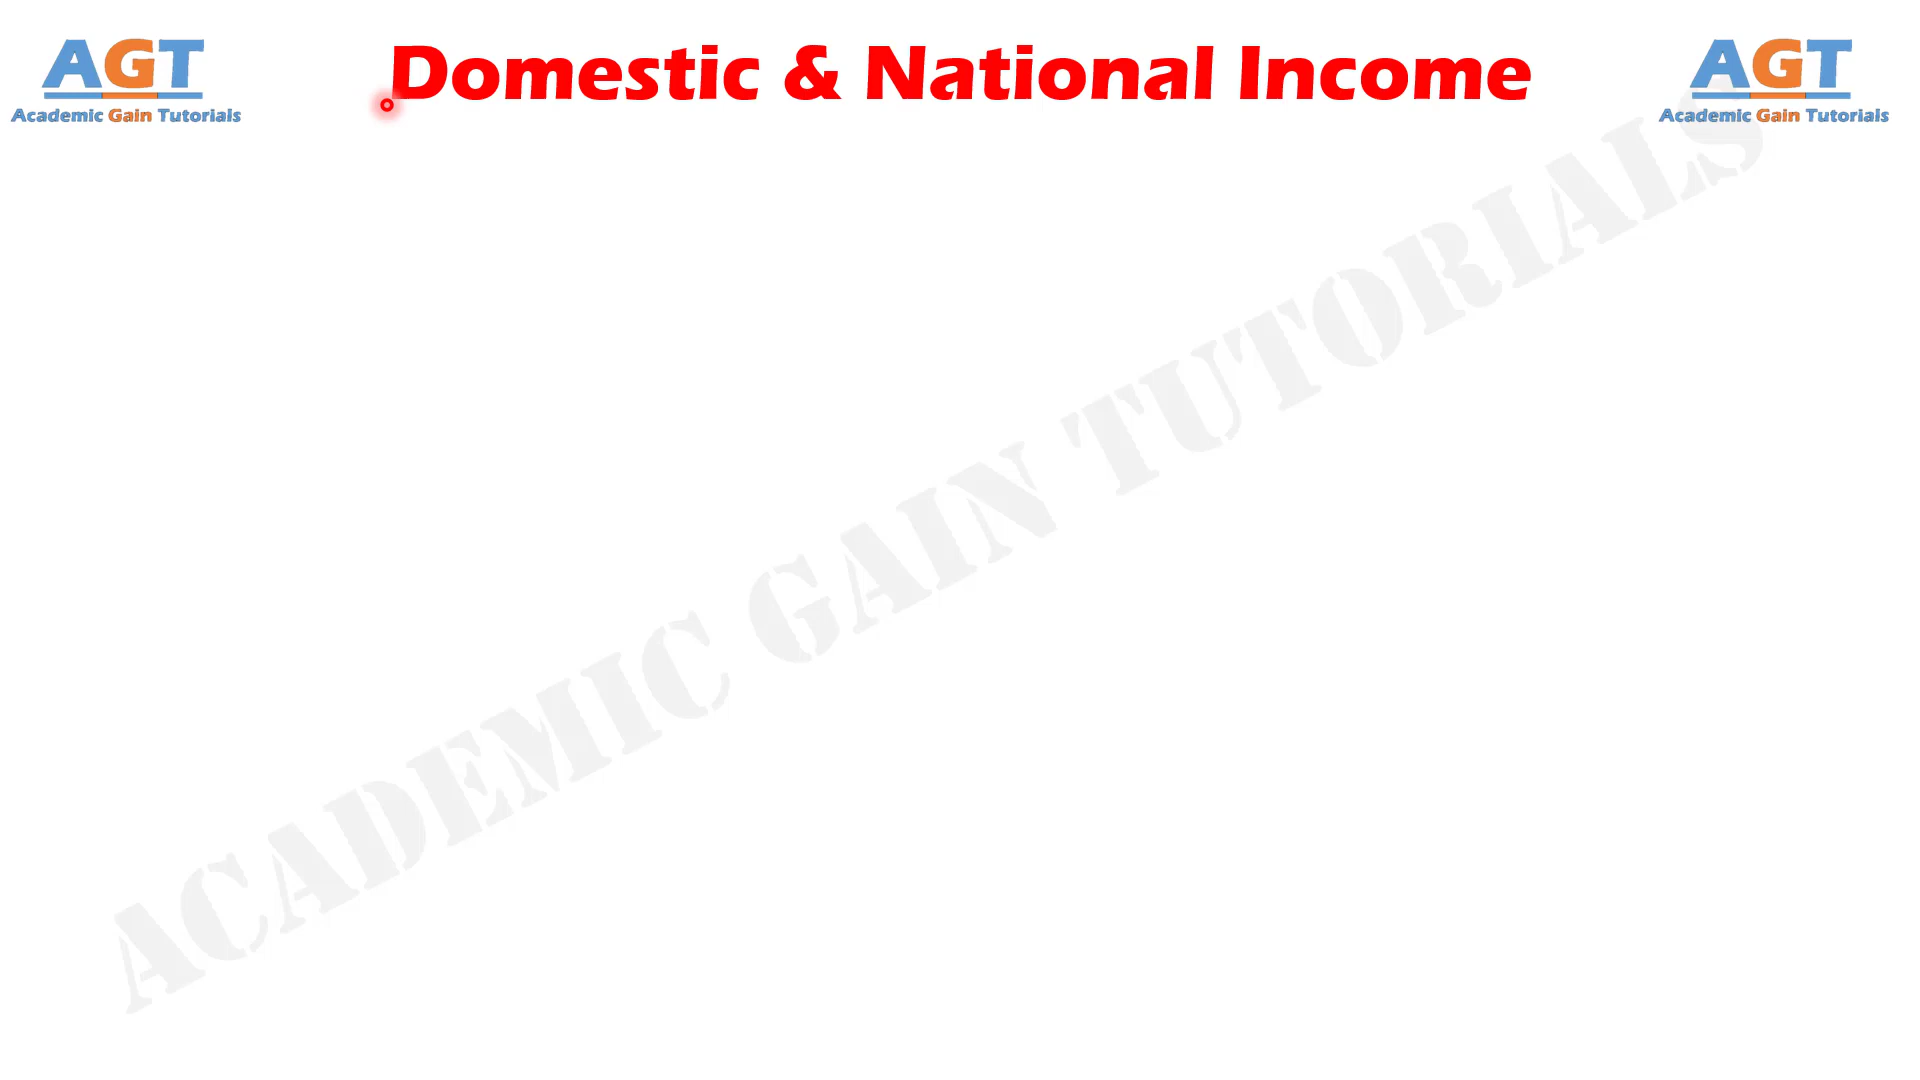 AGT
Academic Gain Tutorials
Domestic & National Income
AGT
Academic Gain Tutorials
ACADEMIC GAIN TUTORIALS